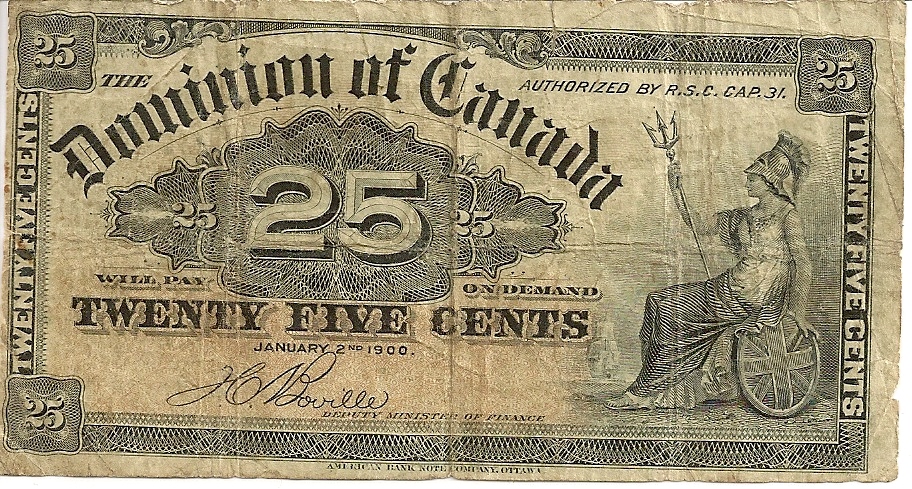 25
25
THE
Dominion of Canada
AUTHORIZED BY R.S.C. CAP. 31.
TWENTY FIVE CENTS
25
25
25
TWENTY FIVE CENTS
WILL PAY
ON DEMAND
TWENTY FIVE CENTS
JANUARY 2ND 1900.
J C Boville
DEPUTY MINISTER OF FINANCE
25
AMERICAN BANK NOTE COMPANY, OTTAWA